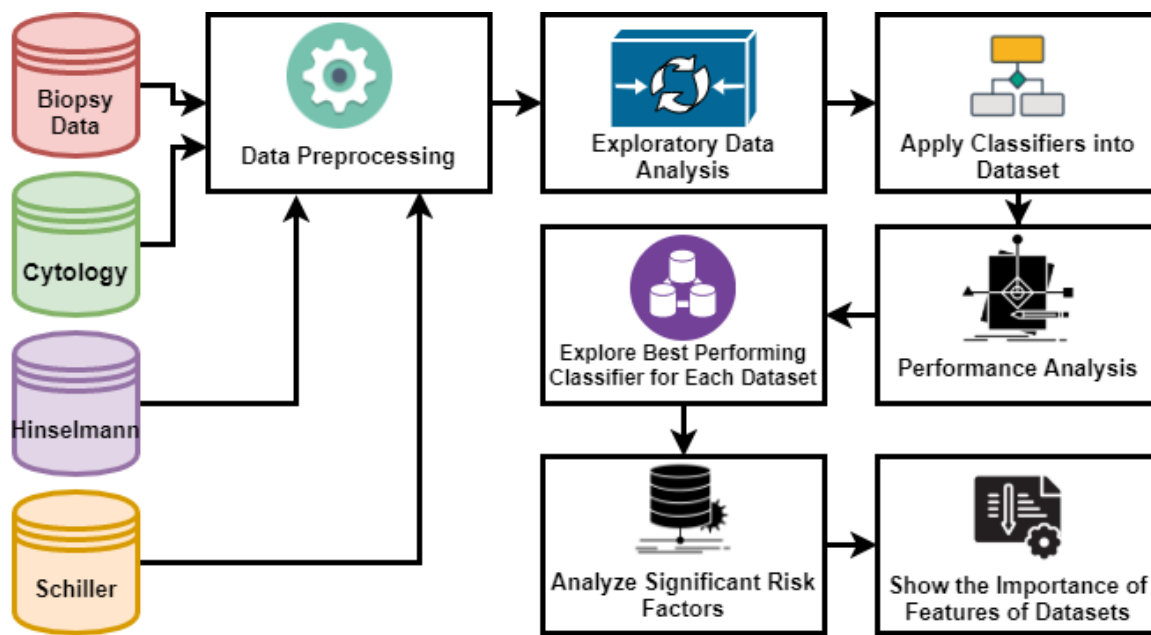 Biopsy
Data
Cytology
Hinselmann
Schiller
Data Preprocessing
Exploratory Data
Analysis
Apply Classifiers into
Dataset
Performance Analysis
Explore Best Performing
Classifier for Each Dataset
Analyze Significant Risk
Factors
Show the Importance of
Features of Datasets